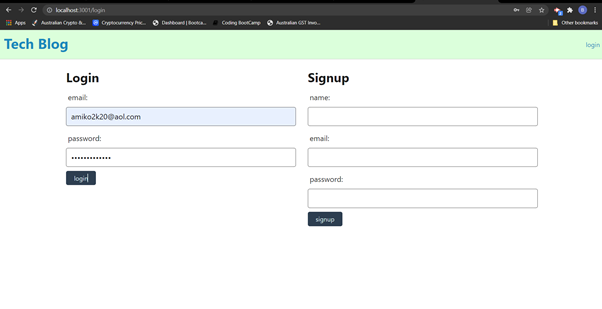 localhost:3001/login
Apps
Australian Crypto &...
Cryptocurrency Pric...
Dashboard | Bootca...
Coding BootCamp
Australian GST Invo...
Other bookmarks
Tech Blog
login
Login
email:
amiko2k20@aol.com
password:
•••••••••••••
login
Signup
name:
email:
password:
signup